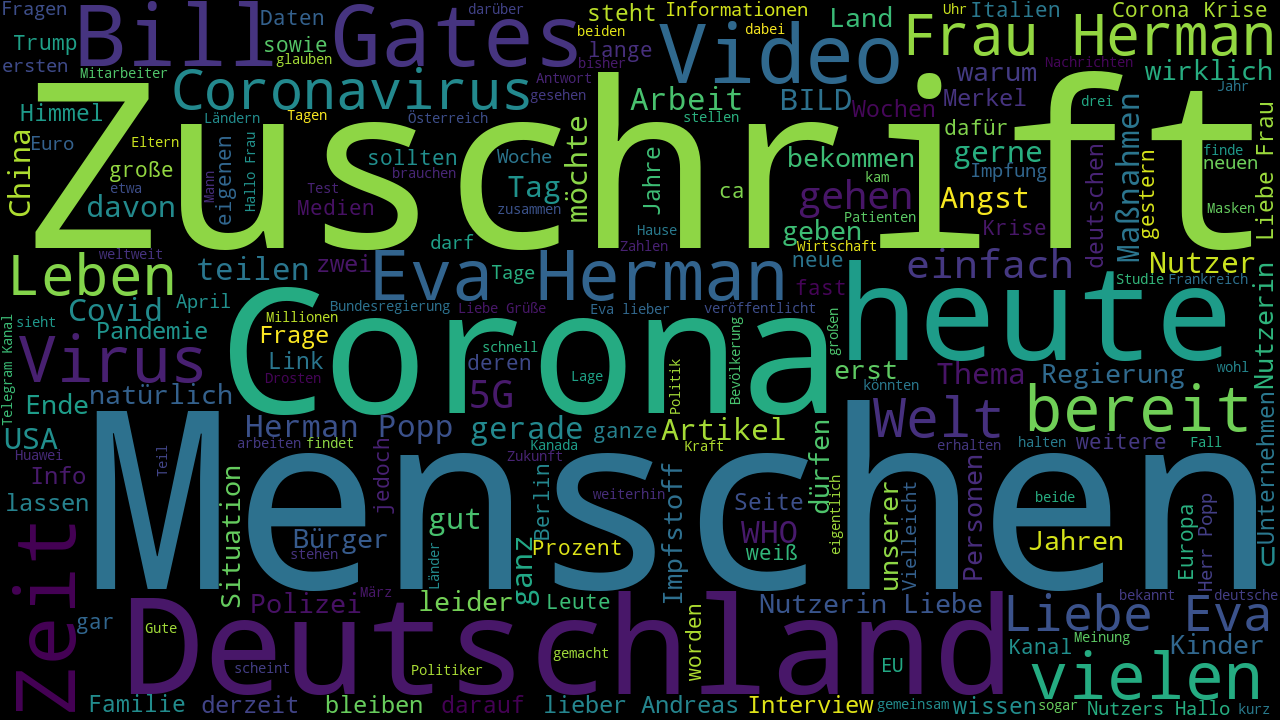 Fragen
Bill
Gates
Daten
darüber
steht
Informationen
Land
Uhr
Italien
Corona Krise
Trump
sowie
glauben
beiden
dabei
lange
Video
Frau Herman
ersten
Mitarbeiter
bisher
warum
Nachrichten
wirklich
Coronavirus
Antwort
gesehen
Arbeit
BILD
Wochen
Merkel
drei
Jahr
Himmel
Ländern
Tagen
Österreich
stellen
dafür
Zuschrift
China
Euro
Eltern
eigenen
Hallo Frau
sollten
Woche
möchte
Jahre
bekommen
gerne
deutschen
Maßnahmen
gestern
finde
neuen
Liebe Frau
große
etwa
Mann
Test
brauchen
Tag
ca
gehen
kam
Impfung
Angst
Masken
davon
Medien
zusammen
Hause
geben
Patienten
Krise
weltweit
darf
Zahlen
Wirtschaft
Leben
teilen
zwei
Eva Herman
Tage
neue
einfach
Nutzer
Covid
April
Bundesregierung
Liebe Grüße
Eva lieber
veröffentlicht
fast
heute
Studie
Frankreich
sieht
Pandemie
Millionen
Frage
Corona
schnell
großen
Nutzerin
Telegram Kanal
Virus
Link
deren
Lage
Politik
Bevölkerung
erst
Thema
Regierung
wohl
natürlich
Drosten
5G
könnten
Ende
Herman Popp
gerade
ganze
Artikel
Welt
bereit
USA
arbeiten
findet
Kanada
Kraft
dürfen
erhalten
halten
weitere
Fall
Huawei
Teil
jedoch
Zukunft
Info
Menschen
weiterhin
Seite
beide
lassen
Situation
gut
Berlin
Impfstoff
WHO
eigentlich
unserer
Vielleicht
Personen
Europa
Herr Popp
Unternehmen
Bürger
stehen
Länder
ganz
Prozent
weiß
Jahren
Zeit
Polizei
März
leider
Leute
worden
Nutzerin Liebe
Liebe Eva
bekannt
deutsche
gar
Gute
Deutschland
Kanal
Meinung
Kinder
scheint
Politiker
gemacht
EU
vielen
Familie
derzeit
bleiben
darauf
lieber Andreas
Interview
gemeinsam
wissen
sogar
Nutzers Hallo
kurz